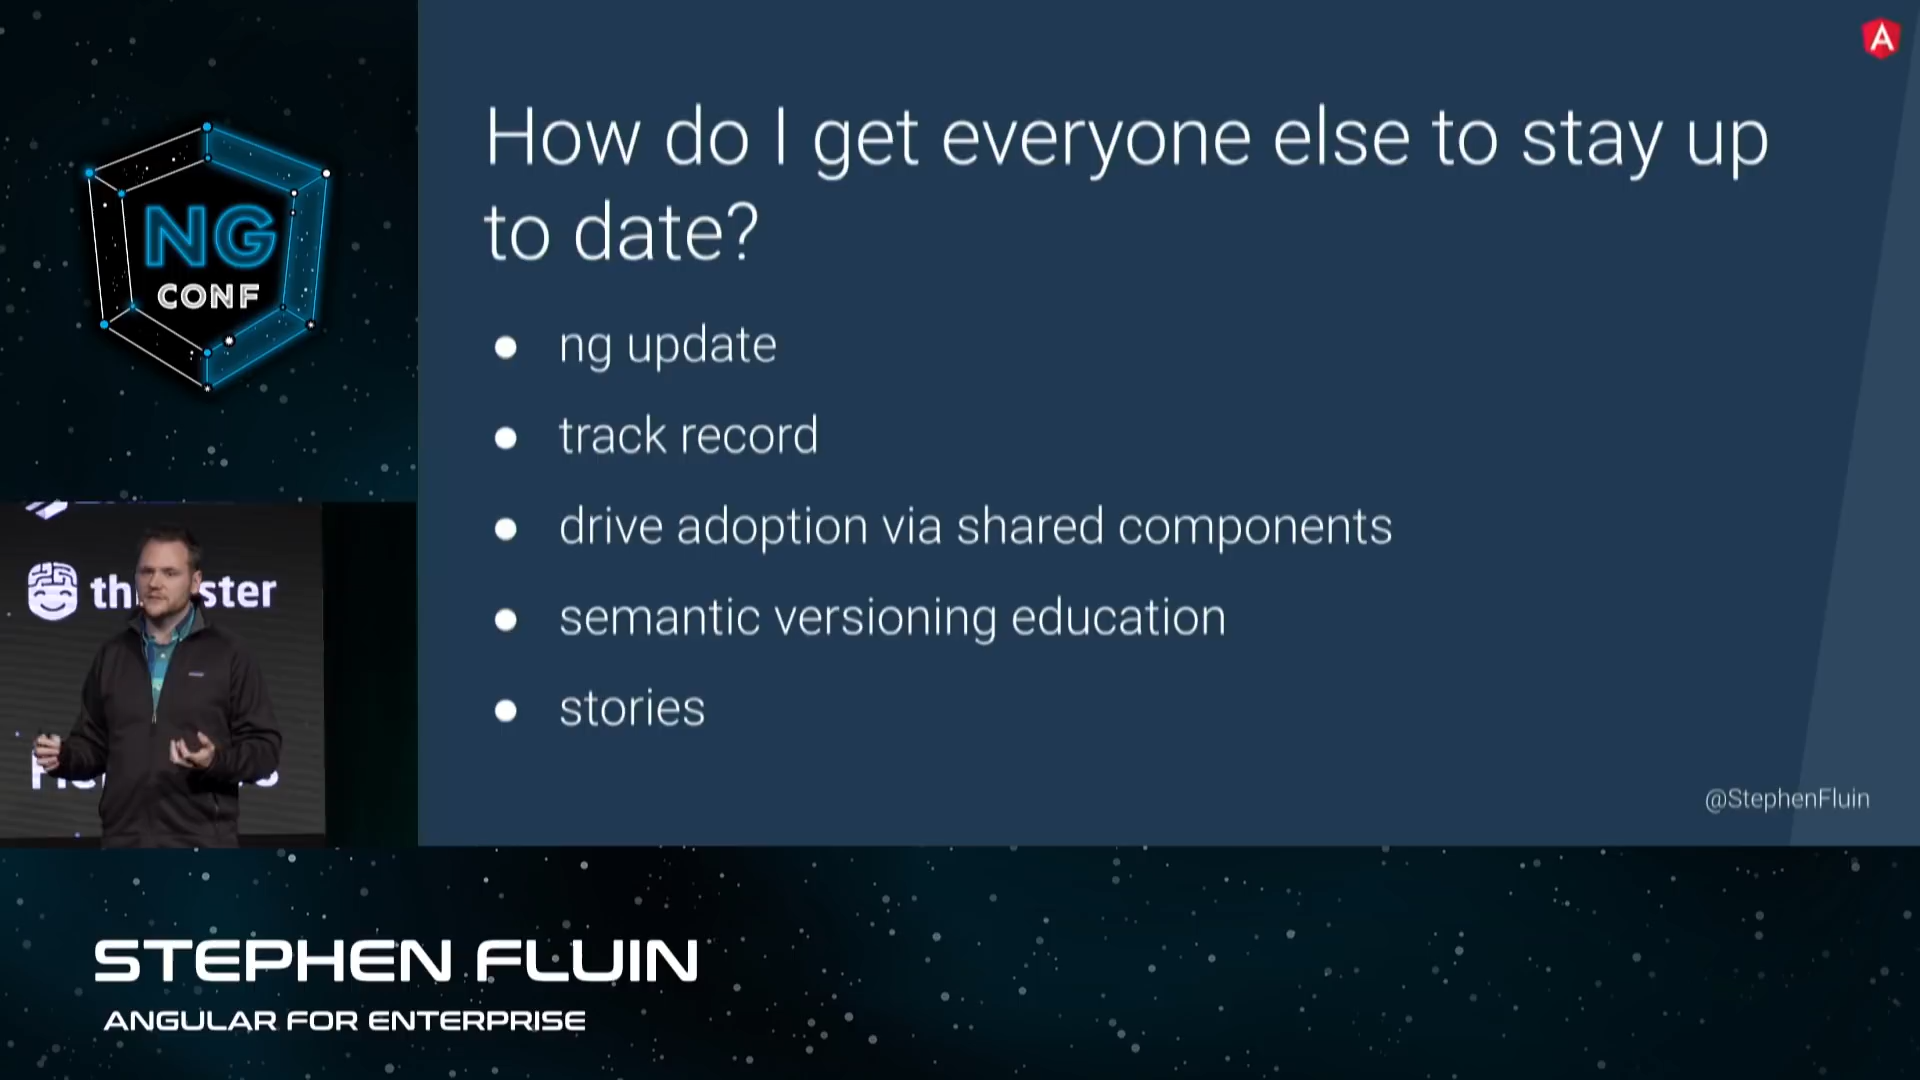 NG
CONF
How do I get everyone else to stay up
to date?
ng update
track record
drive adoption via shared components
semantic versioning education
stories
@StephenFluin
STEPHEN FLUIN
ANGULAR FOR ENTERPRISE